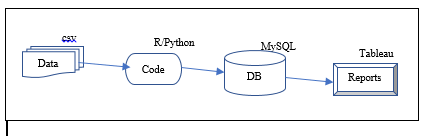 csv
R/Python
MySQL
Tableau
Data
Code
DB
Reports